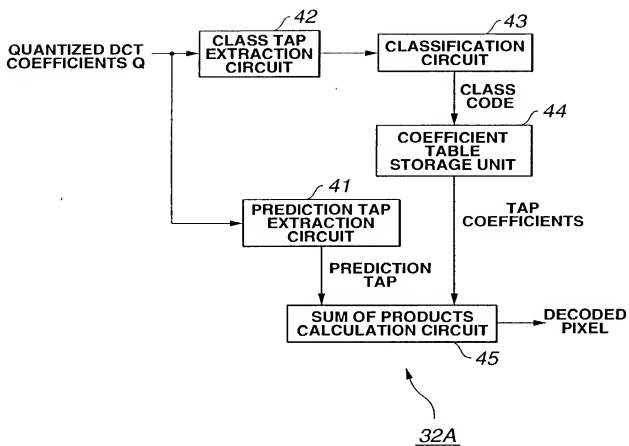 42
43
QUANTIZED DCT
COEFFICIENTS Q
CLASS TAP
EXTRACTION
CIRCUIT
CLASSIFICATION
CIRCUIT
CLASS
CODE
44
COEFFICIENT
TABLE
STORAGE UNIT
41
PREDICTION TAP
EXTRACTION
CIRCUIT
TAP
COEFFICIENTS
PREDICTION
TAP
SUM OF PRODUCTS
CALCULATION CIRCUIT
DECODED
PIXEL
45
32A